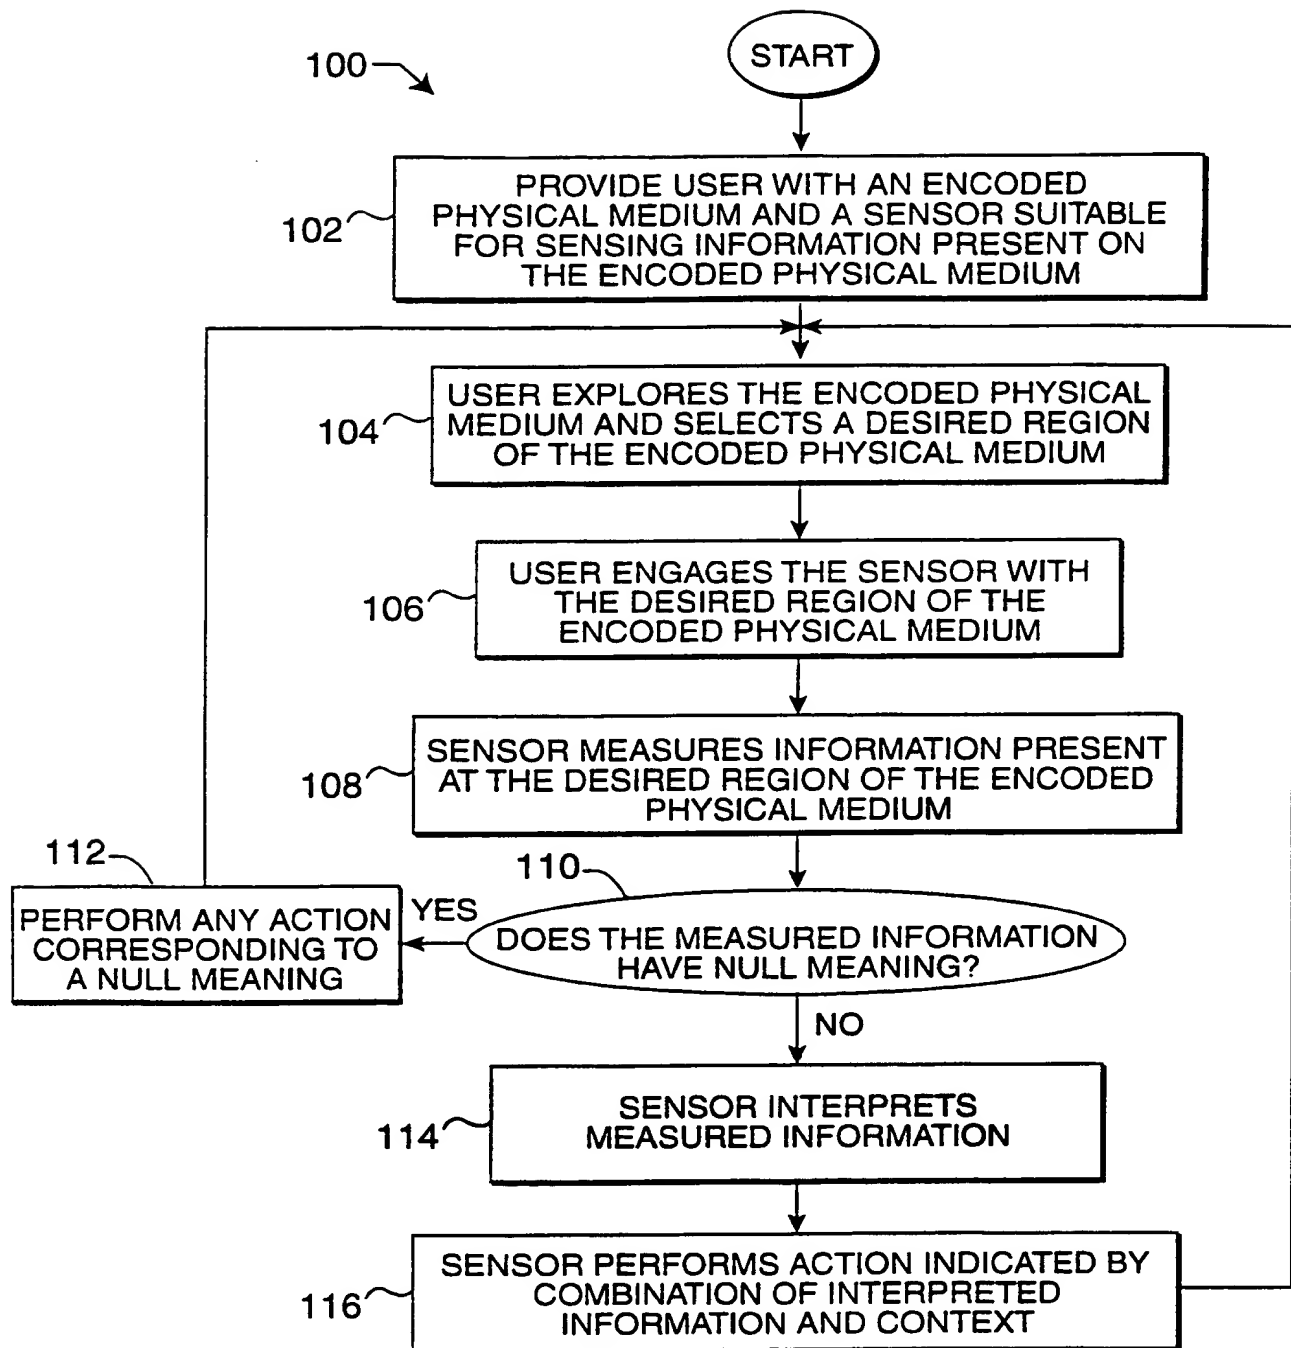 START
100
PROVIDE USER WITH AN ENCODED
PHYSICAL MEDIUM AND A SENSOR SUITABLE
FOR SENSING INFORMATION PRESENT ON
THE ENCODED PHYSICAL MEDIUM
102
USER EXPLORES THE ENCODED PHYSICAL
MEDIUM AND SELECTS A DESIRED REGION
OF THE ENCODED PHYSICAL MEDIUM
104
USER ENGAGES THE SENSOR WITH
THE DESIRED REGION OF THE
ENCODED PHYSICAL MEDIUM
106
SENSOR MEASURES INFORMATION PRESENT
AT THE DESIRED REGION OF THE ENCODED
PHYSICAL MEDIUM
108
110
DOES THE MEASURED INFORMATION
HAVE NULL MEANING?
YES
112
PERFORM ANY ACTION
CORRESPONDING TO
A NULL MEANING
NO
SENSOR INTERPRETS
MEASURED INFORMATION
114
SENSOR PERFORMS ACTION INDICATED BY
COMBINATION OF INTERPRETED
INFORMATION AND CONTEXT
116